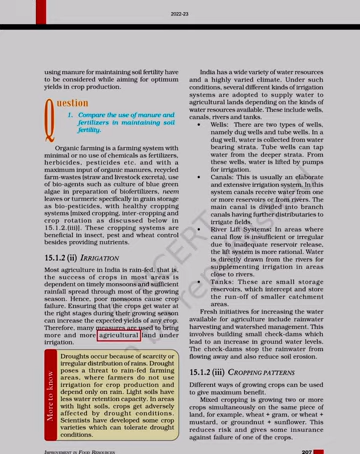 2022-23
using manure for maintaining soil fertility have
to be considered while aiming for optimum
yields in crop production.
Question
1. Compare the use of manure and
fertilizers in maintaining soil
fertility.
Organic farming is a farming system with
minimal or no use of chemicals as fertilizers,
herbicides, pesticides etc. and with a
maximum input of organic manures, recycled
farm-wastes (straw and livestock excreta), use
of bio-agents such as culture of blue green
algae in preparation of biofertilizers, neem
leaves or turmeric specifically in grain storage
as bio-pesticides, with healthy cropping
systems [mixed cropping, inter-cropping and
crop rotation as discussed below in
15.1.2.(iii)]. These cropping systems are
beneficial in insect, pest and weed control
besides providing nutrients.
15.1.2 (ii) IRRIGATION
Most agriculture in India is rain-fed, that is,
the success of crops in most areas is
dependent on timely monsoons and sufficient
rainfall spread through most of the growing
season. Hence, poor monsoons cause crop
failure. Ensuring that the crops get water at
the right stages during their growing season
can increase the expected yields of any crop.
Therefore, many measures are used to bring
more and more agricultural land under
irrigation.
More to know
Droughts occur because of scarcity or
irregular distribution of rains. Drought
poses a threat to rain-fed farming
areas, where farmers do not use
irrigation for crop production and
depend only on rain. Light soils have
less water retention capacity. In areas
with light soils, crops get adversely
affected by drought conditions.
Scientists have developed some crop
varieties which can tolerate drought
conditions.
India has a wide variety of water resources
and a highly varied climate. Under such
conditions, several different kinds of irrigation
systems are adopted to supply water to
agricultural lands depending on the kinds of
water resources available. These include wells,
canals, rivers and tanks.
• Wells: There are two types of wells,
namely dug wells and tube wells. In a
dug well, water is collected from water
bearing strata. Tube wells can tap
water from the deeper strata. From
these wells, water is lifted by pumps
for irrigation.
• Canals: This is usually an elaborate
and extensive irrigation system. In this
system canals receive water from one
or more reservoirs or from rivers. The
main canal is divided into branch
canals having further distributaries to
irrigate fields.
• River Lift Systems: In areas where
canal flow is insufficient or irregular
due to inadequate reservoir release,
the lift system is more rational. Water
is directly drawn from the rivers for
supplementing irrigation in areas
close to rivers.
• Tanks: These are small storage
reservoirs, which intercept and store
the run-off of smaller catchment
areas.
Fresh initiatives for increasing the water
available for agriculture include rainwater
harvesting and watershed management. This
involves building small check-dams which
lead to an increase in ground water levels.
The check-dams stop the rainwater from
flowing away and also reduce soil erosion.
15.1.2 (iii) CROPPING PATTERNS
Different ways of growing crops can be used
to give maximum benefit.
Mixed cropping is growing two or more
crops simultaneously on the same piece of
land, for example, wheat + gram, or wheat +
mustard, or groundnut + sunflower. This
reduces risk and gives some insurance
against failure of one of the crops.
IMPROVEMENT IN FOOD RESOURCES
207